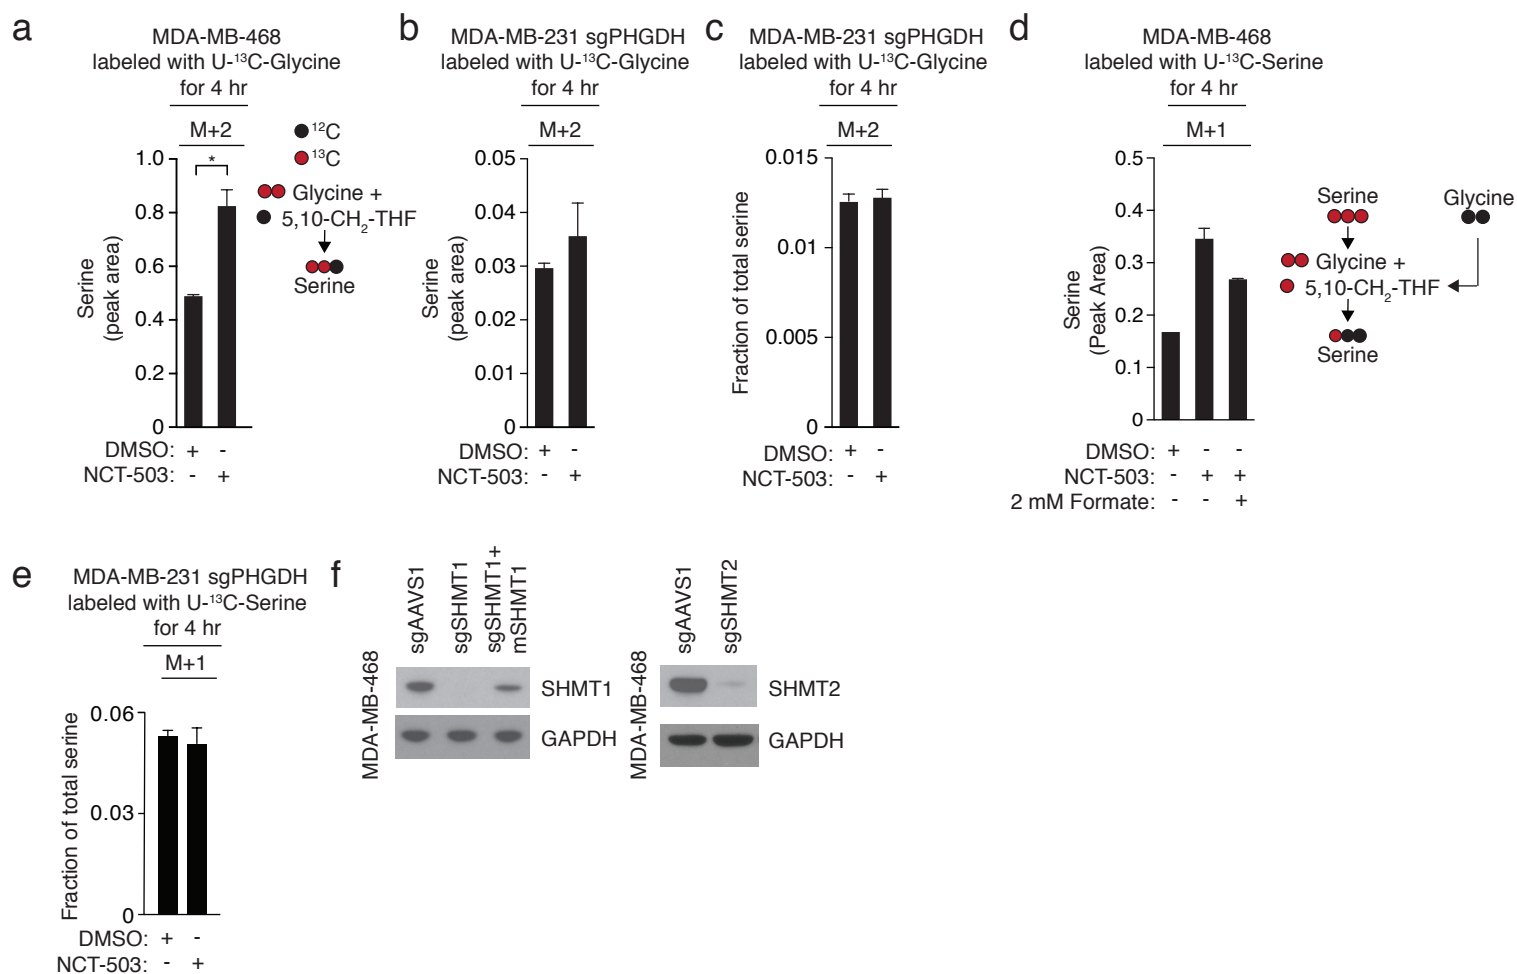 a
MDA-MB-468
labeled with U-¹³C-Glycine
for 4 hr
M+2
1.0
0.8
0.6
0.4
0.2
0
Serine
(peak area)
*
¹²C
¹³C
Glycine +
5,10-CH₂-THF
Serine
DMSO: + -
NCT-503: - +
b
MDA-MB-231 sgPHGDH
labeled with U-¹³C-Glycine
for 4 hr
M+2
0.05
0.04
0.03
0.02
0.01
0
Serine
(peak area)
DMSO: + -
NCT-503: - +
c
MDA-MB-231 sgPHGDH
labeled with U-¹³C-Glycine
for 4 hr
M+2
0.015
0.01
0.005
0
Fraction of total serine
DMSO: + -
NCT-503: - +
d
MDA-MB-468
labeled with U-¹³C-Serine
for 4 hr
M+1
0.5
0.4
0.3
0.2
0.1
0
Serine
(Peak Area)
Serine
Glycine
Glycine +
5,10-CH₂-THF
Serine
DMSO: + - -
NCT-503: - + +
2 mM Formate: - - +
e
MDA-MB-231 sgPHGDH
labeled with U-¹³C-Serine
for 4 hr
M+1
0.06
0.03
0
Fraction of total serine
DMSO: + -
NCT-503: - +
f
MDA-MB-468
sgAAVS1
sgSHMT1
sgSHMT1+
mSHMT1
SHMT1
GAPDH
MDA-MB-468
sgAAVS1
sgSHMT2
SHMT2
GAPDH